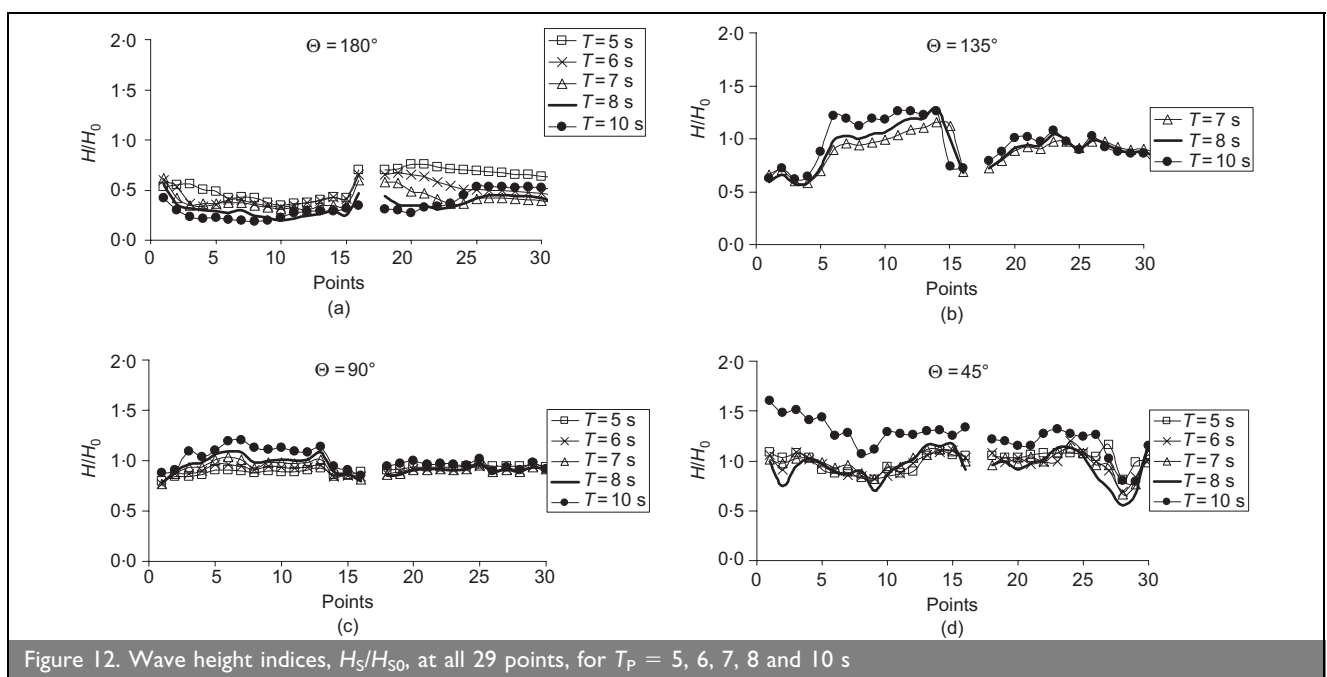 2·0
1·5
1·0
0·5
0·0
H/H0
Θ = 180°
T = 5 s
T = 6 s
T = 7 s
T = 8 s
T = 10 s
0 5 10 15 20 25 30
Points
(a)
2·0
1·5
1·0
0·5
0·0
H/H0
Θ = 135°
T = 7 s
T = 8 s
T = 10 s
0 5 10 15 20 25 30
Points
(b)
2·0
1·5
1·0
0·5
0·0
H/H0
Θ = 90°
T = 5 s
T = 6 s
T = 7 s
T = 8 s
T = 10 s
0 5 10 15 20 25 30
Points
(c)
2·0
1·5
1·0
0·5
0·0
H/H0
Θ = 45°
T = 5 s
T = 6 s
T = 7 s
T = 8 s
T = 10 s
0 5 10 15 20 25 30
Points
(d)
Figure 12. Wave height indices, HS/HS0, at all 29 points, for TP = 5, 6, 7, 8 and 10 s